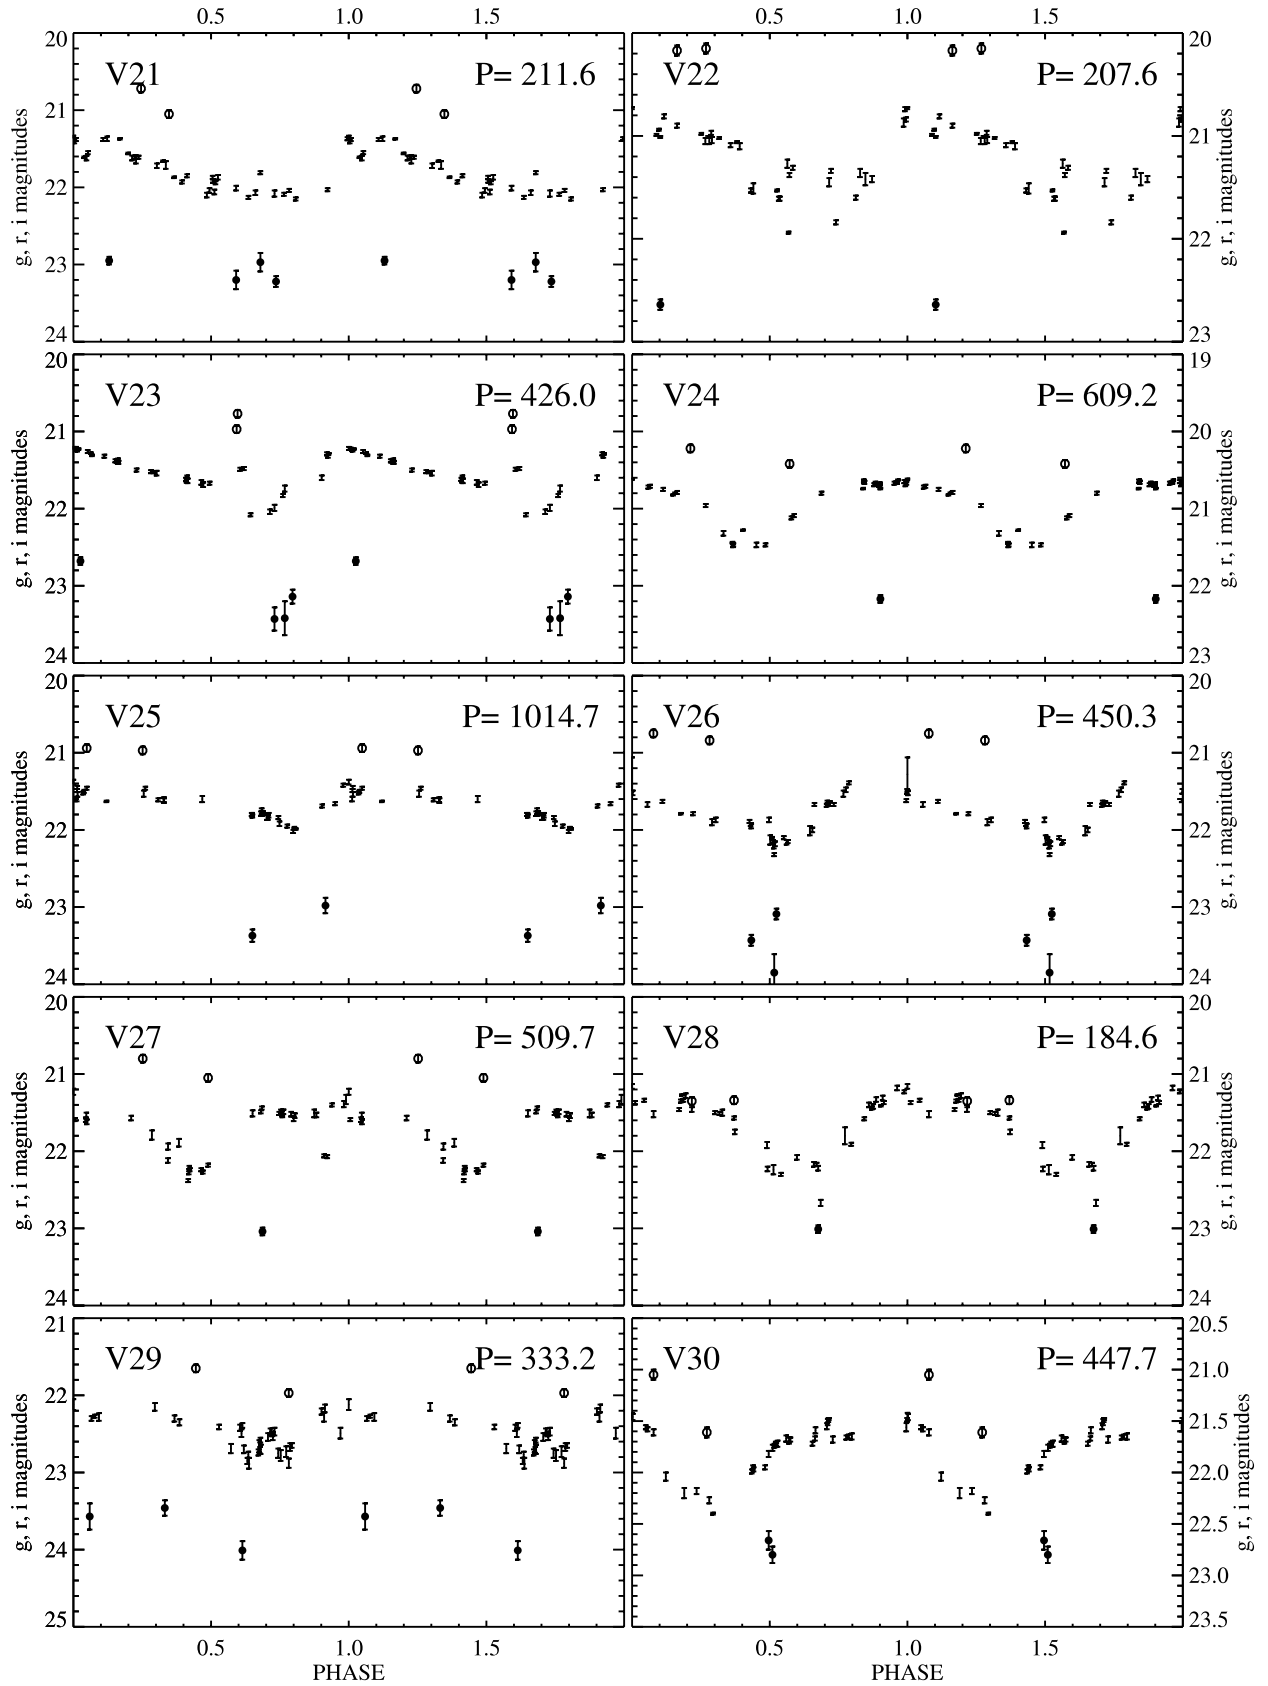 0.5 1.0 1.5 0.5 1.0 1.5
20 20
V21 P= 211.6 V22 P= 207.6
21 21
22 22
23
24 23
g, r, i magnitudes g, r, i magnitudes
20 19
V23 P= 426.0 V24 P= 609.2
21 20
22 21
23 22
24 23
g, r, i magnitudes g, r, i magnitudes
20 20
V25 P= 1014.7 V26 P= 450.3
21 21
22 22
23 23
24 24
g, r, i magnitudes g, r, i magnitudes
20 20
V27 P= 509.7 V28 P= 184.6
21 21
22 22
23 23
24 24
g, r, i magnitudes g, r, i magnitudes
21 20.5
V29 P= 333.2 V30 P= 447.7
22 21.0
21.5
23 22.0
22.5
24 23.0
25 23.5
g, r, i magnitudes g, r, i magnitudes
0.5 1.0 1.5 0.5 1.0 1.5
PHASE PHASE